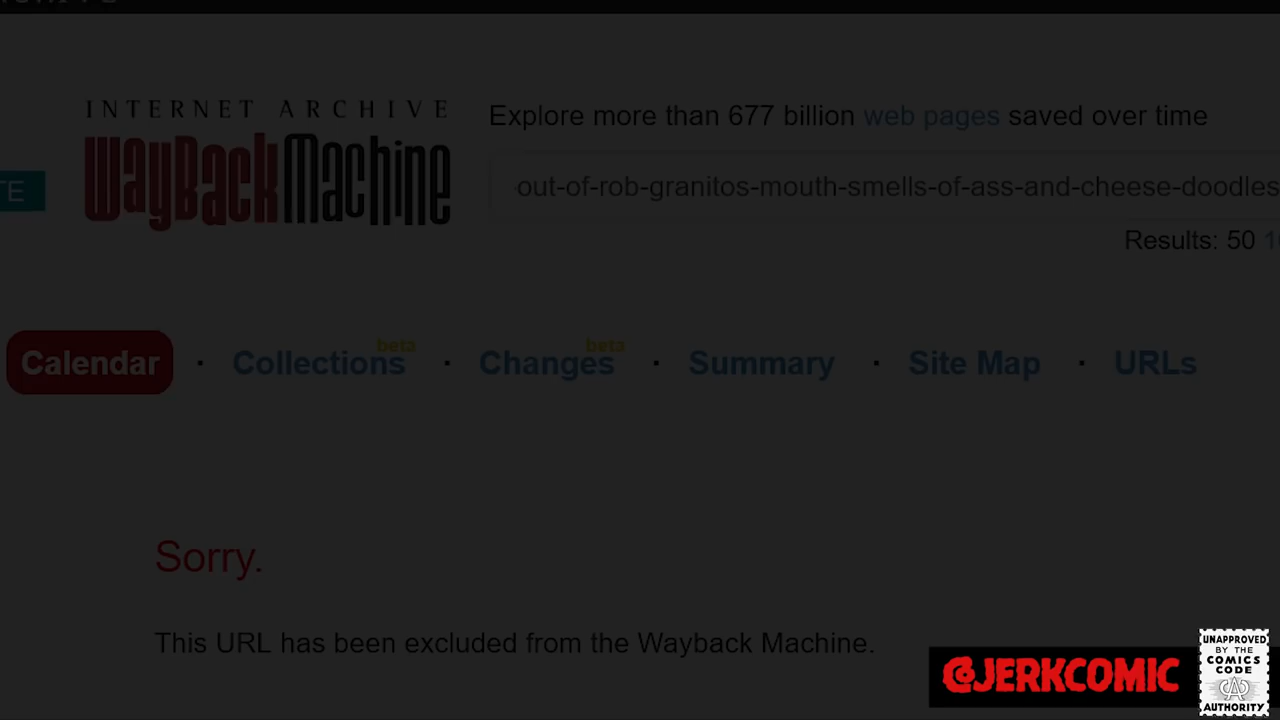 INTERNET ARCHIVE
WayBackMachine
Explore more than 677 billion web pages saved over time
TE
out-of-rob-granitos-mouth-smells-of-ass-and-cheese-doodles
Results: 50
Calendar · Collections beta · Changes beta · Summary · Site Map · URLs
Sorry.
This URL has been excluded from the Wayback Machine.
@JERKCOMIC
UNAPPROVED
BY THE
COMICS
CODE
CA
AUTHORITY